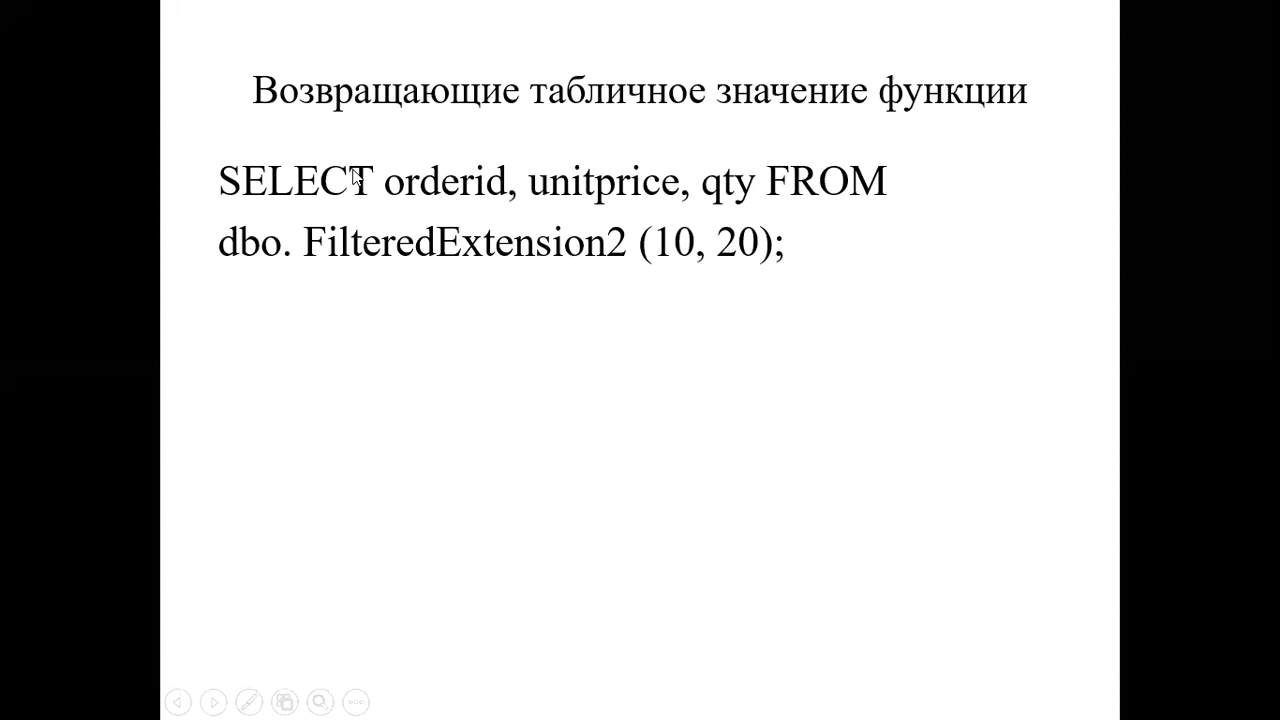 Возвращающие табличное значение функции
SELECT orderid, unitprice, qty FROM
dbo. FilteredExtension2 (10, 20);